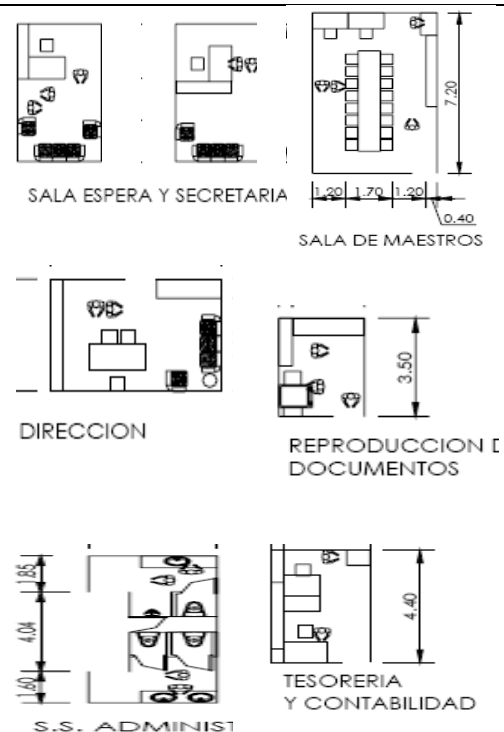 SALA ESPERA Y SECRETARIA
7.20
1.20 1.70 1.20
0.40
SALA DE MAESTROS
DIRECCION
3.50
REPRODUCCION D
DOCUMENTOS
1.85
4.04
1.60
S.S. ADMINIST
4.40
TESORERIA
Y CONTABILIDAD